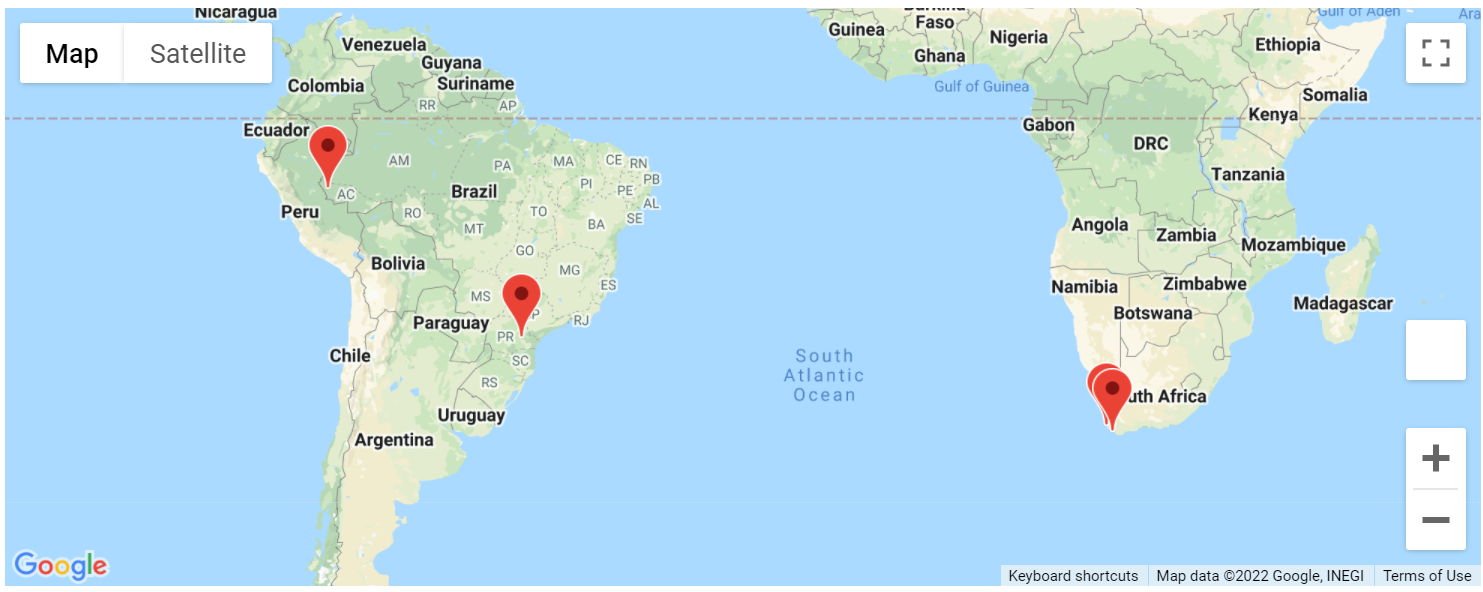 Nicaragua
Map
Satellite
Venezuela
Guyana
Suriname
Colombia
RR
AP
Ecuador
AM
PA
MA
CE
RN
PB
PI
PE
AL
SE
AC
Brazil
Peru
RO
TO
MT
BA
GO
Bolivia
MG
ES
MS
Paraguay
RJ
PR
Chile
SC
RS
Uruguay
Argentina
South
Atlantic
Ocean
Guinea
Faso
Ghana
Nigeria
Gulf of Guinea
Gulf of Aden
Ethiopia
Somalia
Kenya
Gabon
DRC
Tanzania
Angola
Zambia
Mozambique
Namibia
Zimbabwe
Botswana
Madagascar
Africa
Google
Keyboard shortcuts
Map data ©2022 Google, INEGI
Terms of Use